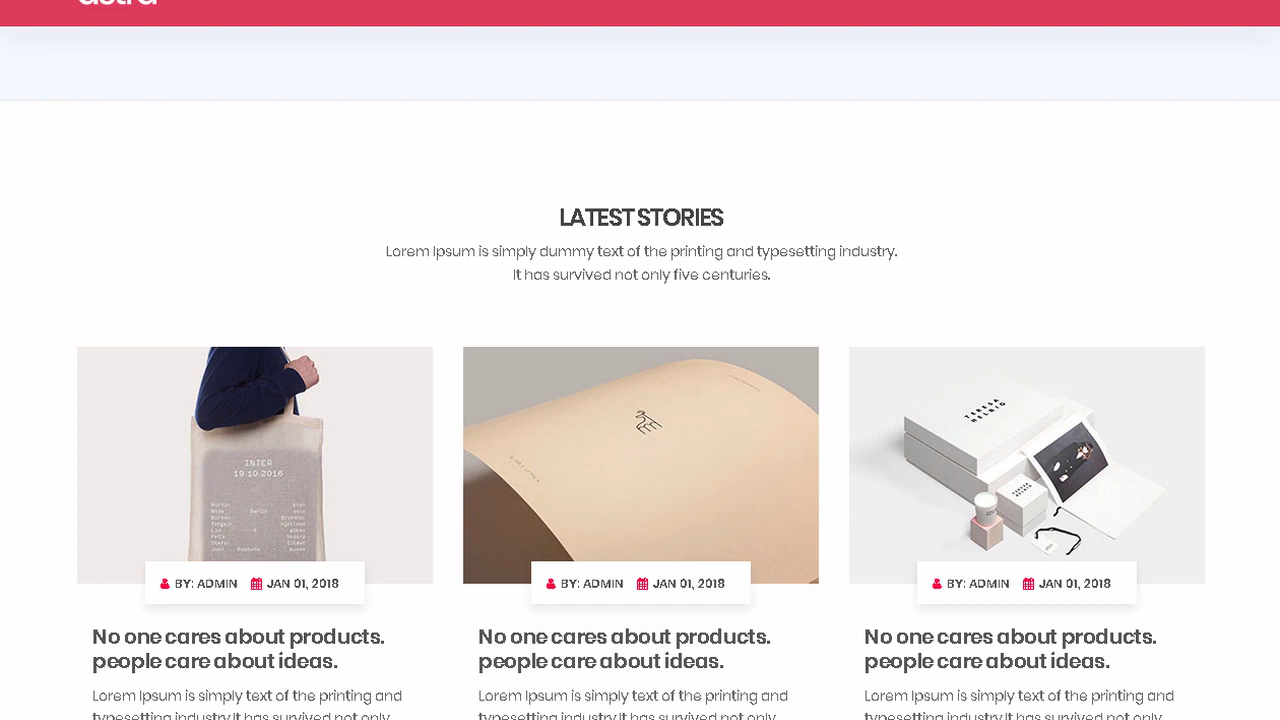 LATEST STORIES
Lorem Ipsum is simply dummy text of the printing and typesetting industry.
It has survived not only five centuries.
INTER
19.10.2016
TERESA
HELBIG
BY: ADMIN JAN 01, 2018
BY: ADMIN JAN 01, 2018
BY: ADMIN JAN 01, 2018
No one cares about products.
people care about ideas.
No one cares about products.
people care about ideas.
No one cares about products.
people care about ideas.
Lorem Ipsum is simply text of the printing and
typesetting industry.It has survived not only
Lorem Ipsum is simply text of the printing and
typesetting industry.It has survived not only
Lorem Ipsum is simply text of the printing and
typesetting industry.It has survived not only